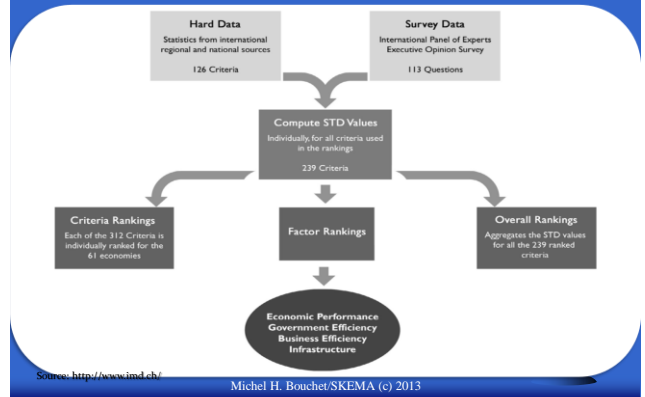 Hard Data
Statistics from international
regional and national sources
126 Criteria
Survey Data
International Panel of Experts
Executive Opinion Survey
113 Questions
Compute STD Values
Individually, for all criteria used
in the rankings
239 Criteria
Criteria Rankings
Each of the 312 Criteria is
individually ranked for the
61 economies
Factor Rankings
Overall Rankings
Aggregates the STD values
for all the 239 ranked
criteria
Economic Performance
Government Efficiency
Business Efficiency
Infrastructure
Source: http://www.imd.ch/
Michel H. Bouchet/SKEMA (c) 2013